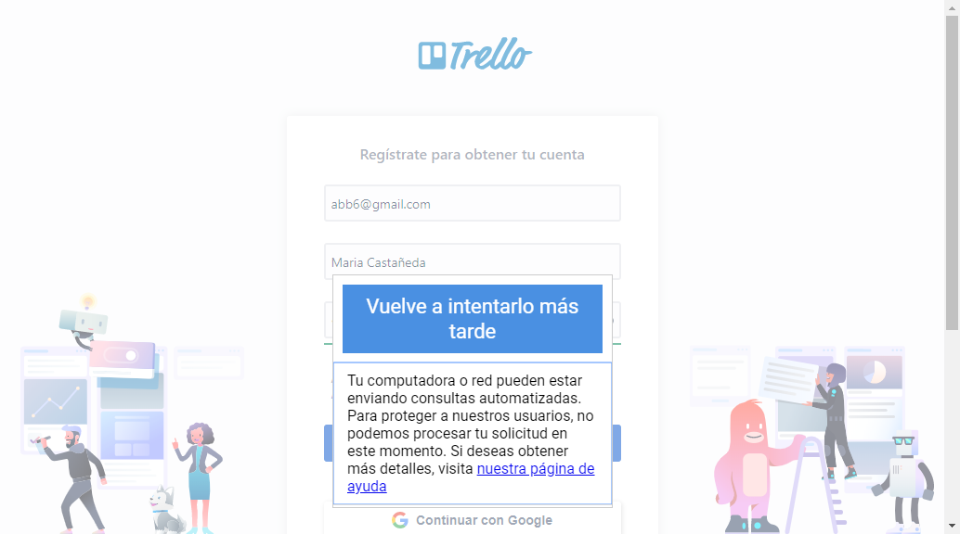 Trello
Regístrate para obtener tu cuenta
abb6@gmail.com
Maria Castañeda
Vuelve a intentarlo más
tarde
Tu computadora o red pueden estar
enviando consultas automatizadas.
Para proteger a nuestros usuarios, no
podemos procesar tu solicitud en
este momento. Si deseas obtener
más detalles, visita nuestra página de
ayuda
Continuar con Google